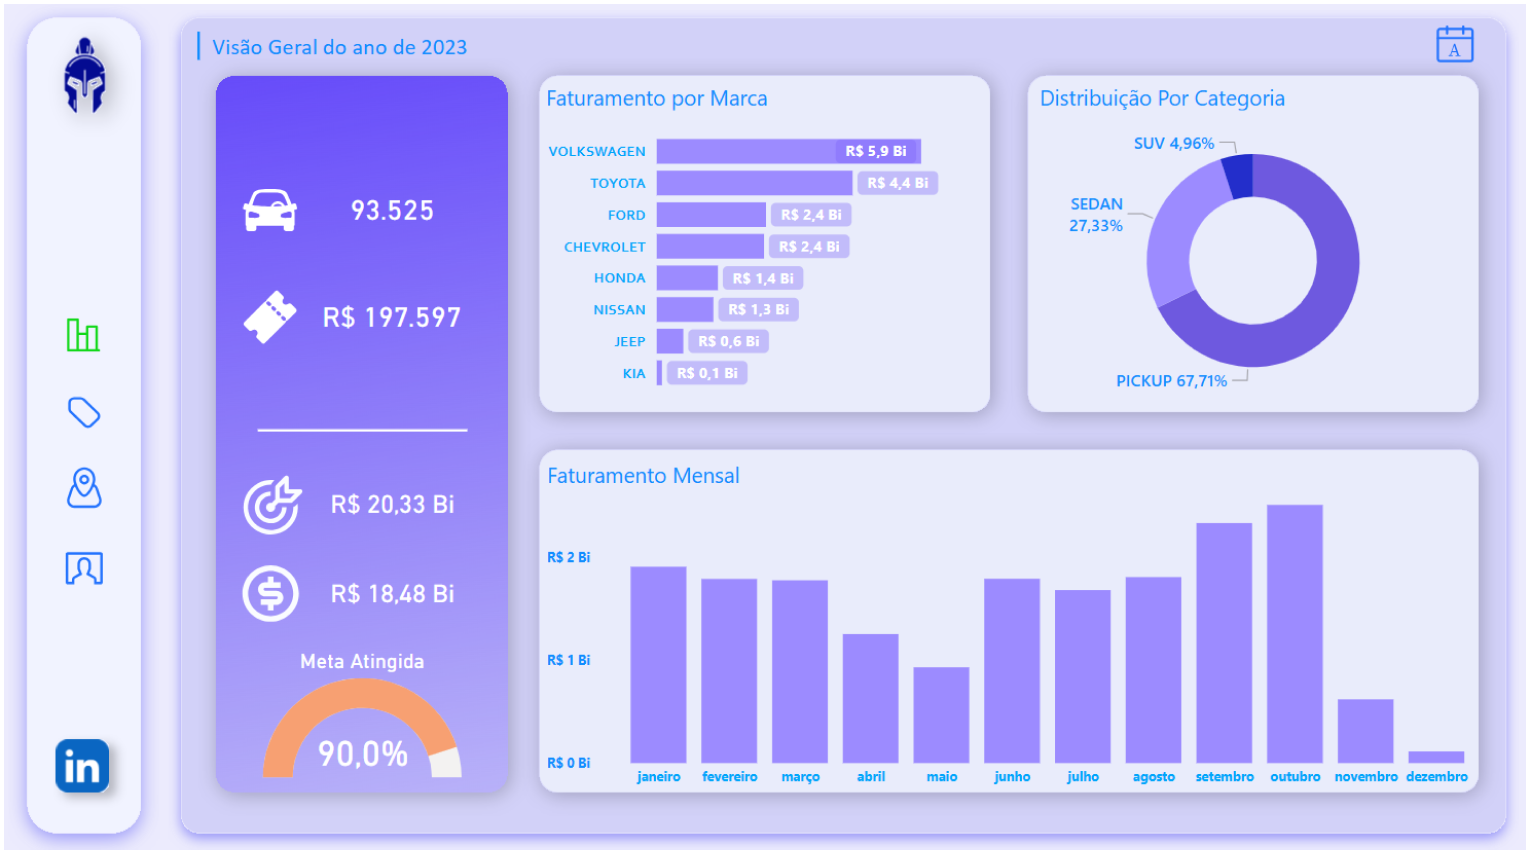 Visão Geral do ano de 2023
A
93.525
R$ 197.597
R$ 20,33 Bi
R$ 18,48 Bi
Meta Atingida
90,0%
in
Faturamento por Marca
VOLKSWAGEN R$ 5,9 Bi
TOYOTA R$ 4,4 Bi
FORD R$ 2,4 Bi
CHEVROLET R$ 2,4 Bi
HONDA R$ 1,4 Bi
NISSAN R$ 1,3 Bi
JEEP R$ 0,6 Bi
KIA R$ 0,1 Bi
Distribuição Por Categoria
SUV 4,96%
SEDAN
27,33%
PICKUP 67,71%
Faturamento Mensal
R$ 2 Bi
R$ 1 Bi
R$ 0 Bi
janeiro fevereiro março abril maio junho julho agosto setembro outubro novembro dezembro